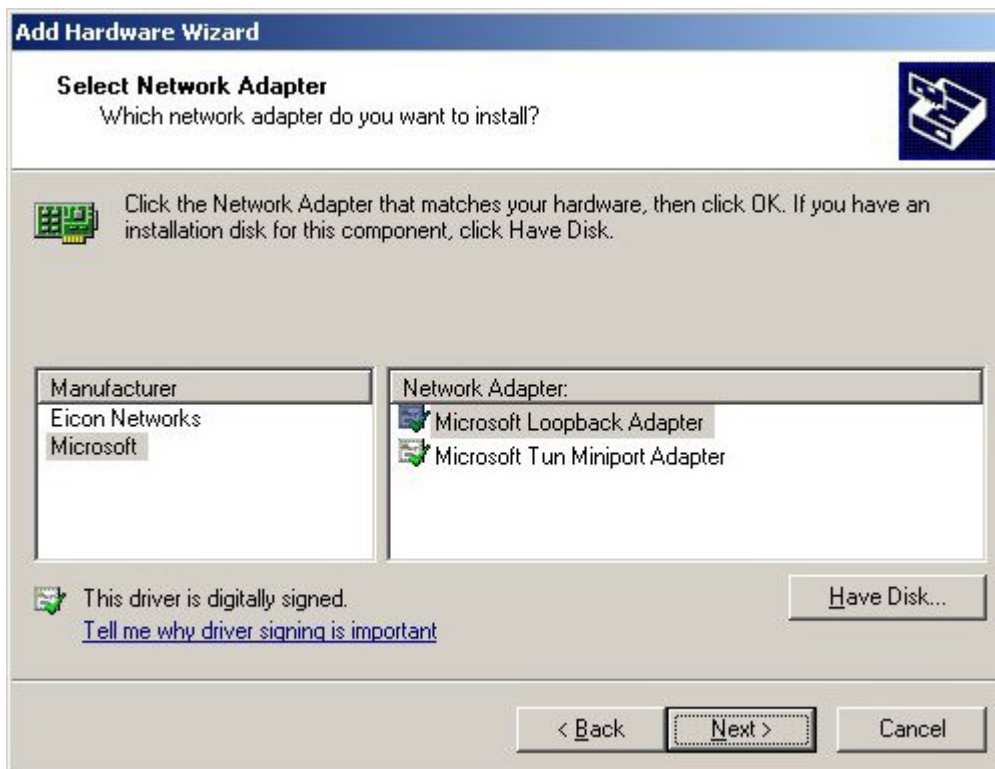 Add Hardware Wizard
Select Network Adapter
Which network adapter do you want to install?
Click the Network Adapter that matches your hardware, then click OK. If you have an
installation disk for this component, click Have Disk.
Manufacturer
Eicon Networks
Microsoft
Network Adapter:
Microsoft Loopback Adapter
Microsoft Tun Miniport Adapter
This driver is digitally signed.
Tell me why driver signing is important
Have Disk...
< Back
Next >
Cancel